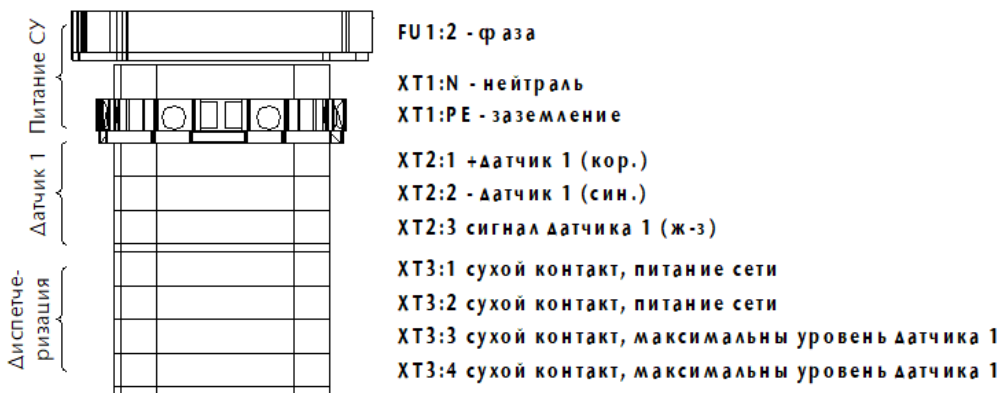 Питание СУ
FU1:2 - фаза
XT1:N - нейтраль
XT1:PE - заземление
Датчик 1
XT2:1 +датчик 1 (кор.)
XT2:2 - датчик 1 (син.)
XT2:3 сигнал датчика 1 (ж-з)
Диспетче-
ризация
XT3:1 сухой контакт, питание сети
XT3:2 сухой контакт, питание сети
XT3:3 сухой контакт, максимальны уровень датчика 1
XT3:4 сухой контакт, максимальны уровень датчика 1